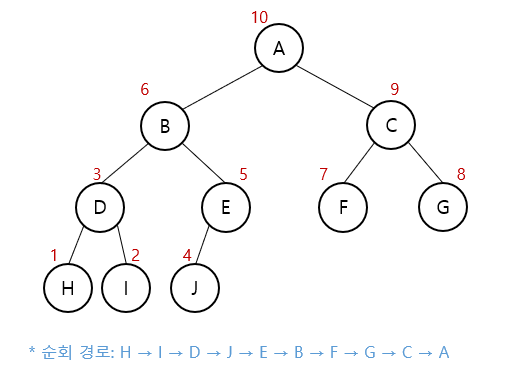 10
A
6
9
B
C
3
5
7
8
D
E
F
G
1
2
4
H
I
J
* 순회 경로: H → I → D → J → E → B → F → G → C → A